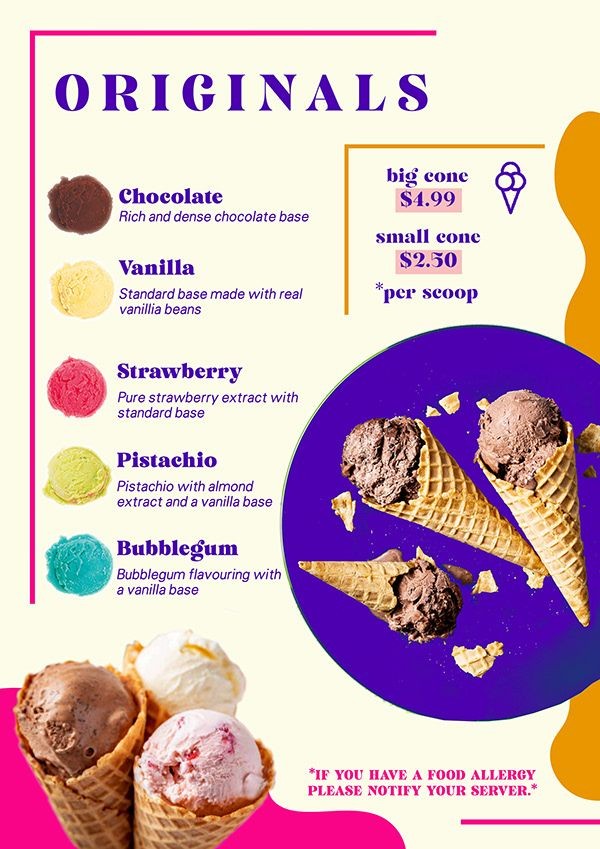 ORIGINALS
Chocolate
Rich and dense chocolate base
Vanilla
Standard base made with real
vanillia beans
Strawberry
Pure strawberry extract with
standard base
Pistachio
Pistachio with almond
extract and a vanilla base
Bubblegum
Bubblegum flavouring with
a vanilla base
big cone
$4.99
small cone
$2.50
*per scoop
*IF YOU HAVE A FOOD ALLERGY
PLEASE NOTIFY YOUR SERVER.*